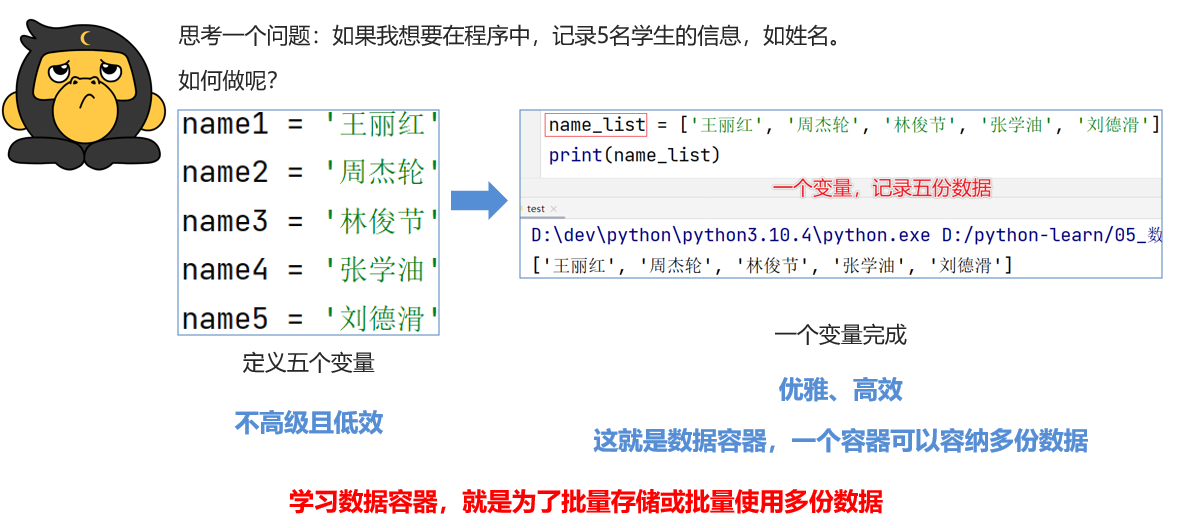 思考一个问题：如果我想要在程序中，记录5名学生的信息，如姓名。
如何做呢？
name1 = '王丽红'
name2 = '周杰轮'
name3 = '林俊节'
name4 = '张学油'
name5 = '刘德滑'
定义五个变量
不高级且低效
name_list = ['王丽红', '周杰轮', '林俊节', '张学油', '刘德滑']
print(name_list)
一个变量，记录五份数据
test ×
D:\dev\python\python3.10.4\python.exe D:/python-learn/05_数
['王丽红', '周杰轮', '林俊节', '张学油', '刘德滑']
一个变量完成
优雅、高效
这就是数据容器，一个容器可以容纳多份数据
学习数据容器，就是为了批量存储或批量使用多份数据